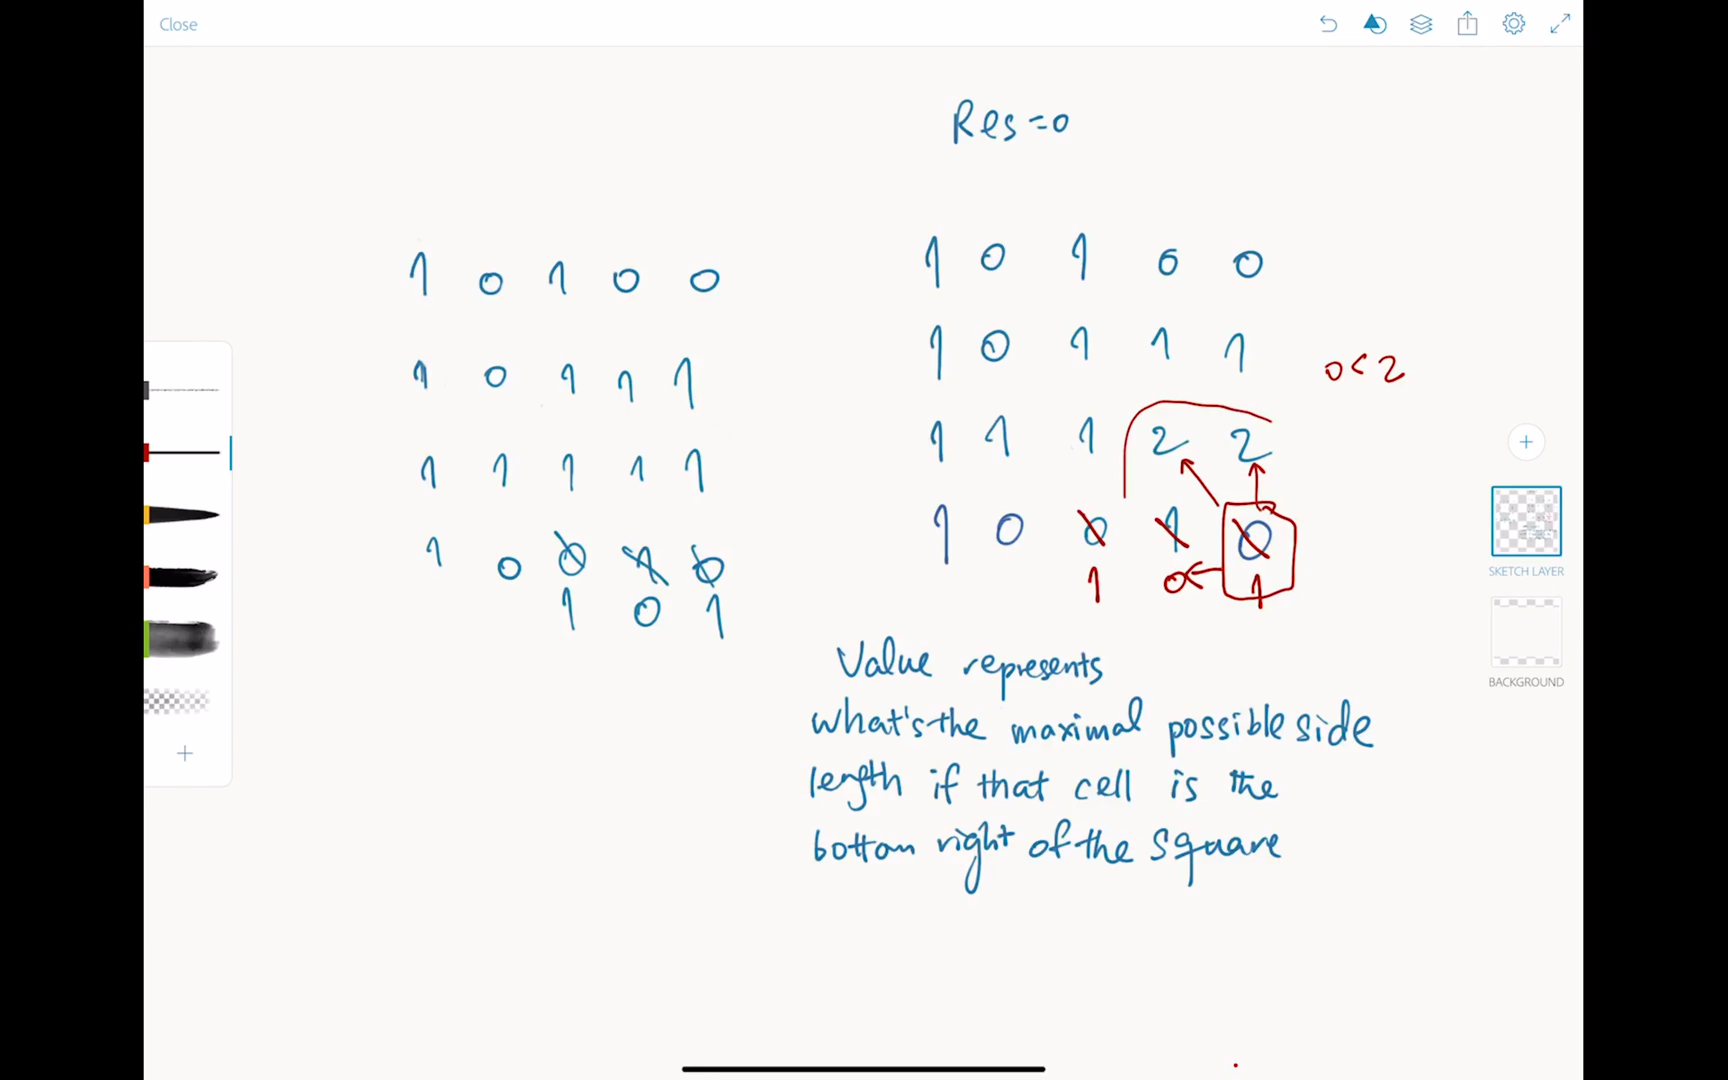 Close
Res=0
1 0 1 0 0
1 0 1 1 1
1 1 1 1 1
1 0 0 1 0
1 0 1
1 0 1 0 0
1 0 1 1 1
0<2
1 1 1 2 2
1 0 0 1 0
1 0 1
Value represents
what's the maximal possible side
length if that cell is the
bottom right of the square
SKETCH LAYER
BACKGROUND